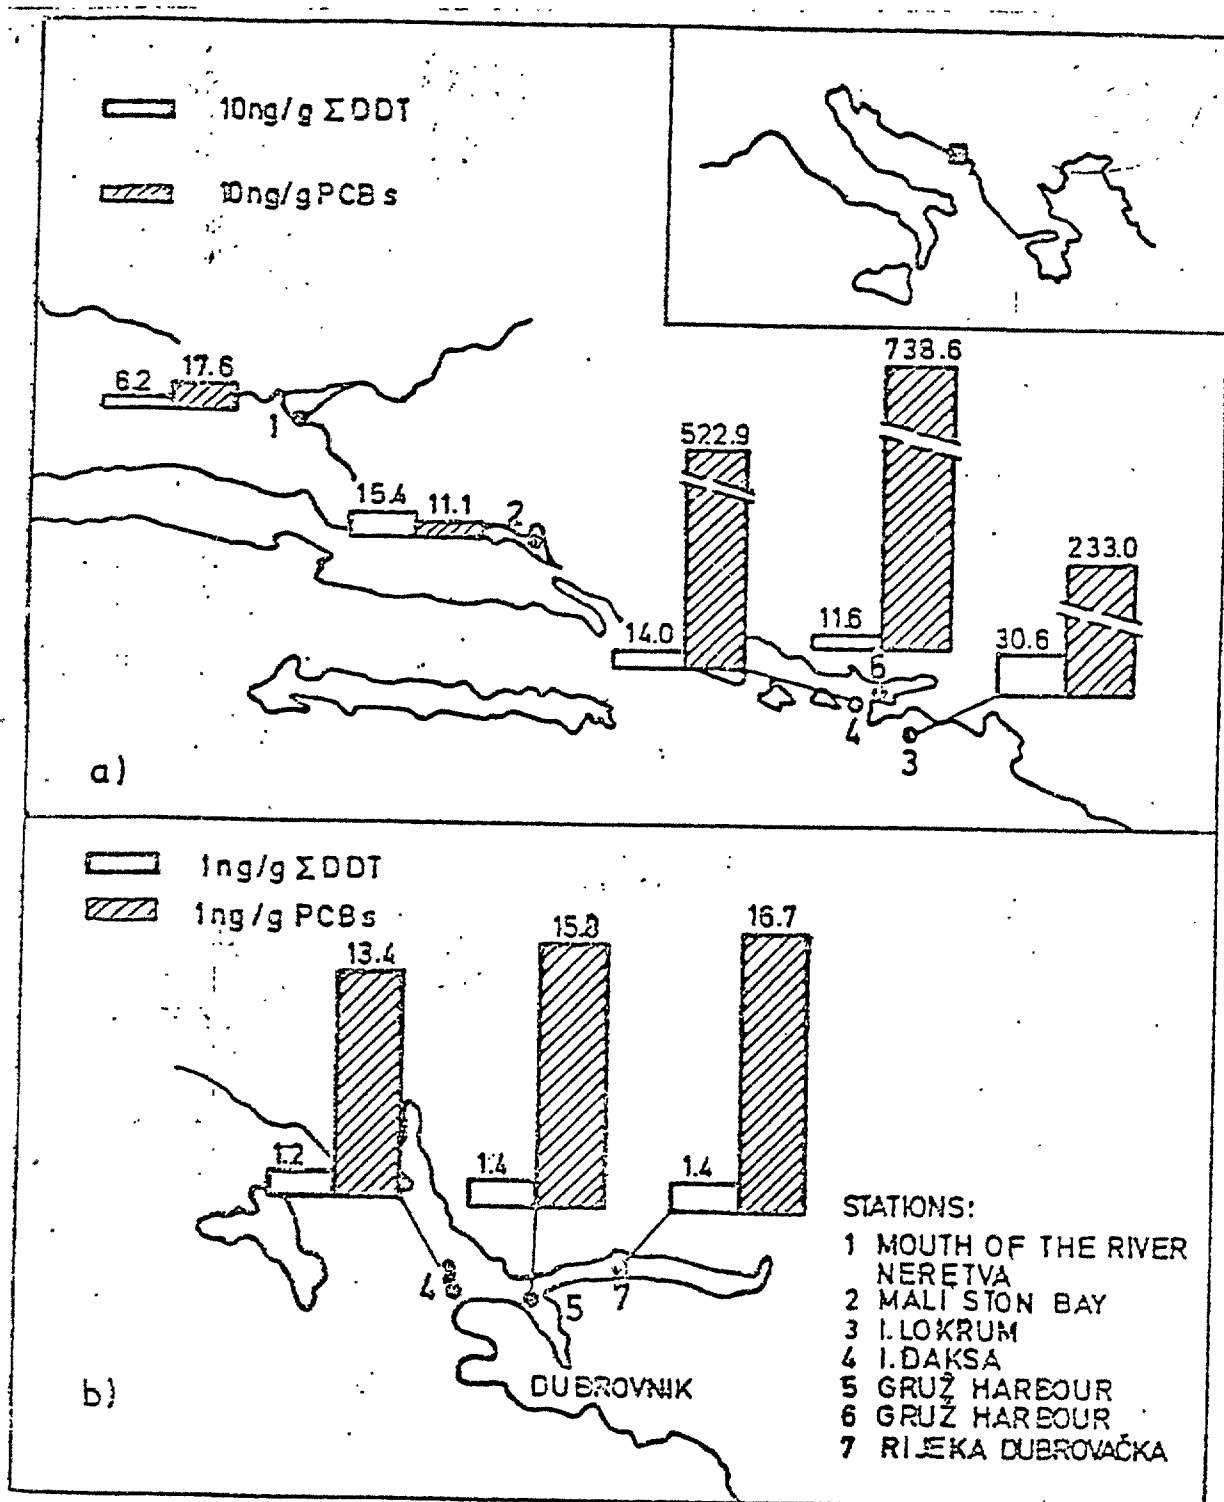 10ng/g ΣDDT
10ng/g PCBs
738.6
17.6
6.2
1
522.9
15.4
11.1
2
233.0
11.6
30.6
14.0
6
4
3
a)
1ng/g ΣDDT
1ng/g PCBs
16.7
15.8
13.4
1.2
1.4
1.4
4
5
7
DUBROVNIK
b)
STATIONS:
1 MOUTH OF THE RIVER
NERETVA
2 MALI STON BAY
3 I.LOKRUM
4 I.DAKSA
5 GRUŽ HARBOUR
6 GRUŽ HARBOUR
7 RIJEKA DUBROVAČKA